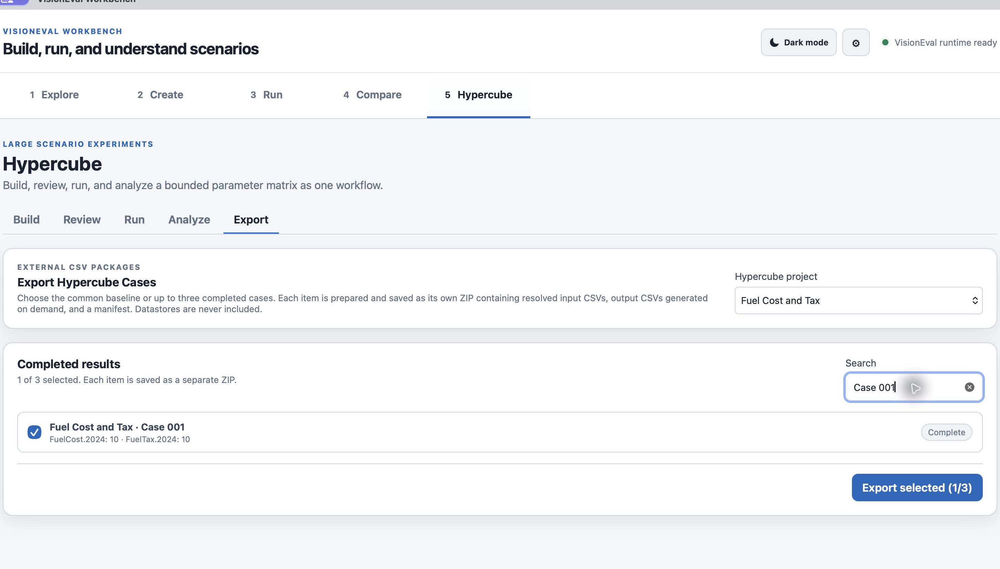 VisionEval Workbench
VISIONEVAL WORKBENCH
Build, run, and understand scenarios
Dark mode
VisionEval runtime ready
1 Explore
2 Create
3 Run
4 Compare
5 Hypercube
LARGE SCENARIO EXPERIMENTS
Hypercube
Build, review, run, and analyze a bounded parameter matrix as one workflow.
Build
Review
Run
Analyze
Export
EXTERNAL CSV PACKAGES
Export Hypercube Cases
Choose the common baseline or up to three completed cases. Each item is prepared and saved as its own ZIP containing resolved input CSVs, output CSVs generated
on demand, and a manifest. Datastores are never included.
Hypercube project
Fuel Cost and Tax
Completed results
1 of 3 selected. Each item is saved as a separate ZIP.
Search
Case 001
Fuel Cost and Tax · Case 001
FuelCost.2024: 10 · FuelTax.2024: 10
Complete
Export selected (1/3)